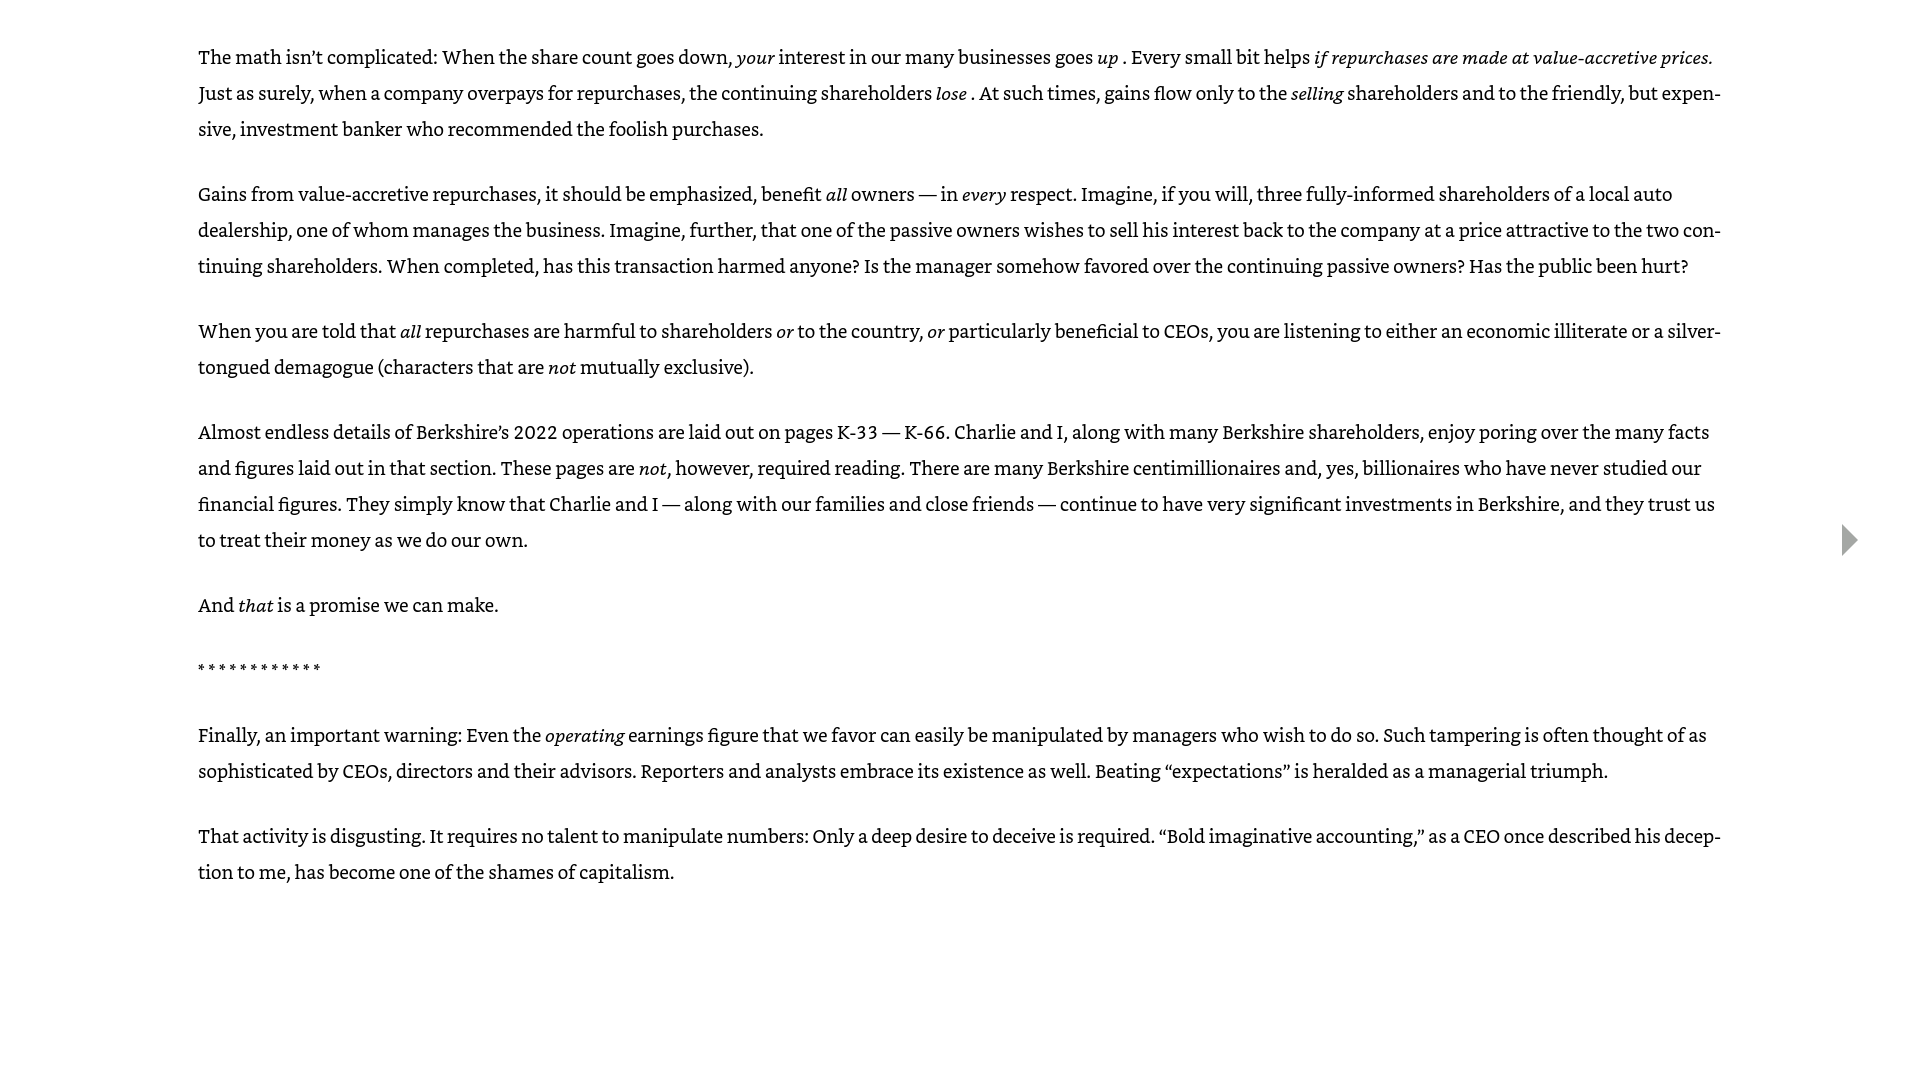 The math isn’t complicated: When the share count goes down, your interest in our many businesses goes up . Every small bit helps if repurchases are made at value-accretive prices.
Just as surely, when a company overpays for repurchases, the continuing shareholders lose . At such times, gains flow only to the selling shareholders and to the friendly, but expen-
sive, investment banker who recommended the foolish purchases.
Gains from value-accretive repurchases, it should be emphasized, benefit all owners — in every respect. Imagine, if you will, three fully-informed shareholders of a local auto
dealership, one of whom manages the business. Imagine, further, that one of the passive owners wishes to sell his interest back to the company at a price attractive to the two con-
tinuing shareholders. When completed, has this transaction harmed anyone? Is the manager somehow favored over the continuing passive owners? Has the public been hurt?
When you are told that all repurchases are harmful to shareholders or to the country, or particularly beneficial to CEOs, you are listening to either an economic illiterate or a silver-
tongued demagogue (characters that are not mutually exclusive).
Almost endless details of Berkshire’s 2022 operations are laid out on pages K-33 — K-66. Charlie and I, along with many Berkshire shareholders, enjoy poring over the many facts
and figures laid out in that section. These pages are not, however, required reading. There are many Berkshire centimillionaires and, yes, billionaires who have never studied our
financial figures. They simply know that Charlie and I — along with our families and close friends — continue to have very significant investments in Berkshire, and they trust us
to treat their money as we do our own.
And that is a promise we can make.
* * * * * * * * * * * *
Finally, an important warning: Even the operating earnings figure that we favor can easily be manipulated by managers who wish to do so. Such tampering is often thought of as
sophisticated by CEOs, directors and their advisors. Reporters and analysts embrace its existence as well. Beating “expectations” is heralded as a managerial triumph.
That activity is disgusting. It requires no talent to manipulate numbers: Only a deep desire to deceive is required. “Bold imaginative accounting,” as a CEO once described his decep-
tion to me, has become one of the shames of capitalism.